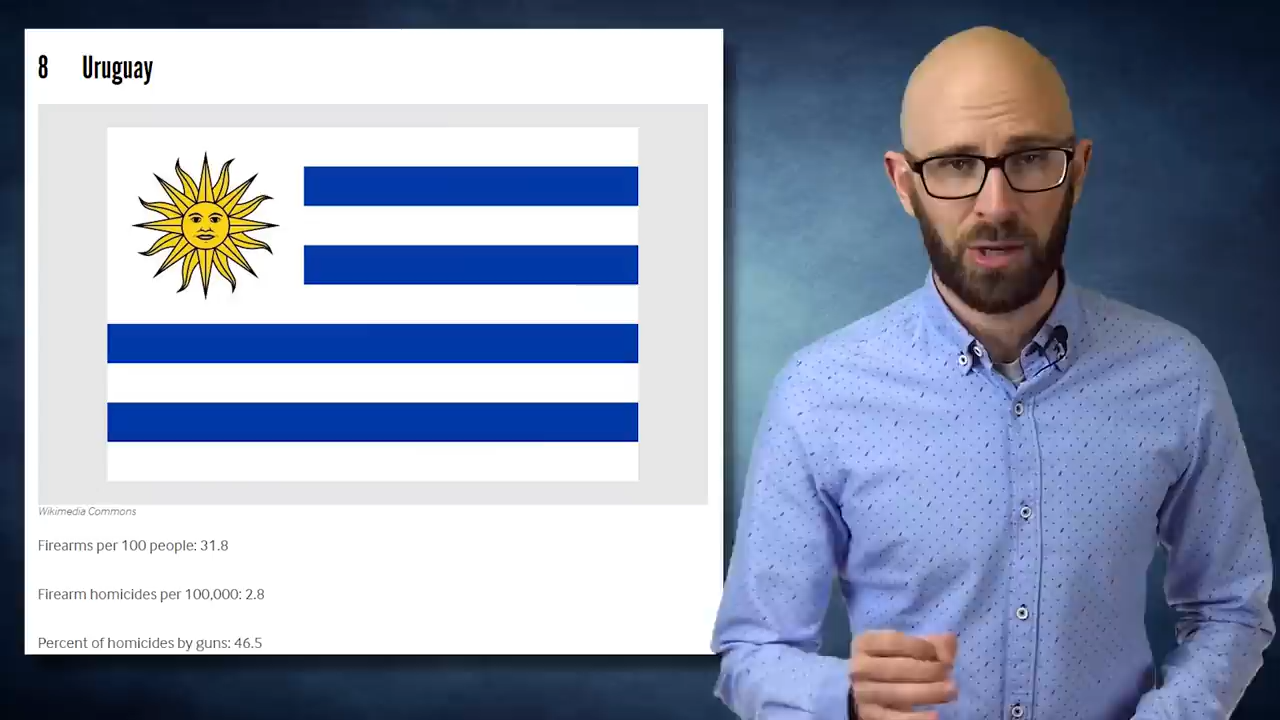 8 Uruguay
Wikimedia Commons
Firearms per 100 people: 31.8
Firearm homicides per 100,000: 2.8
Percent of homicides by guns: 46.5